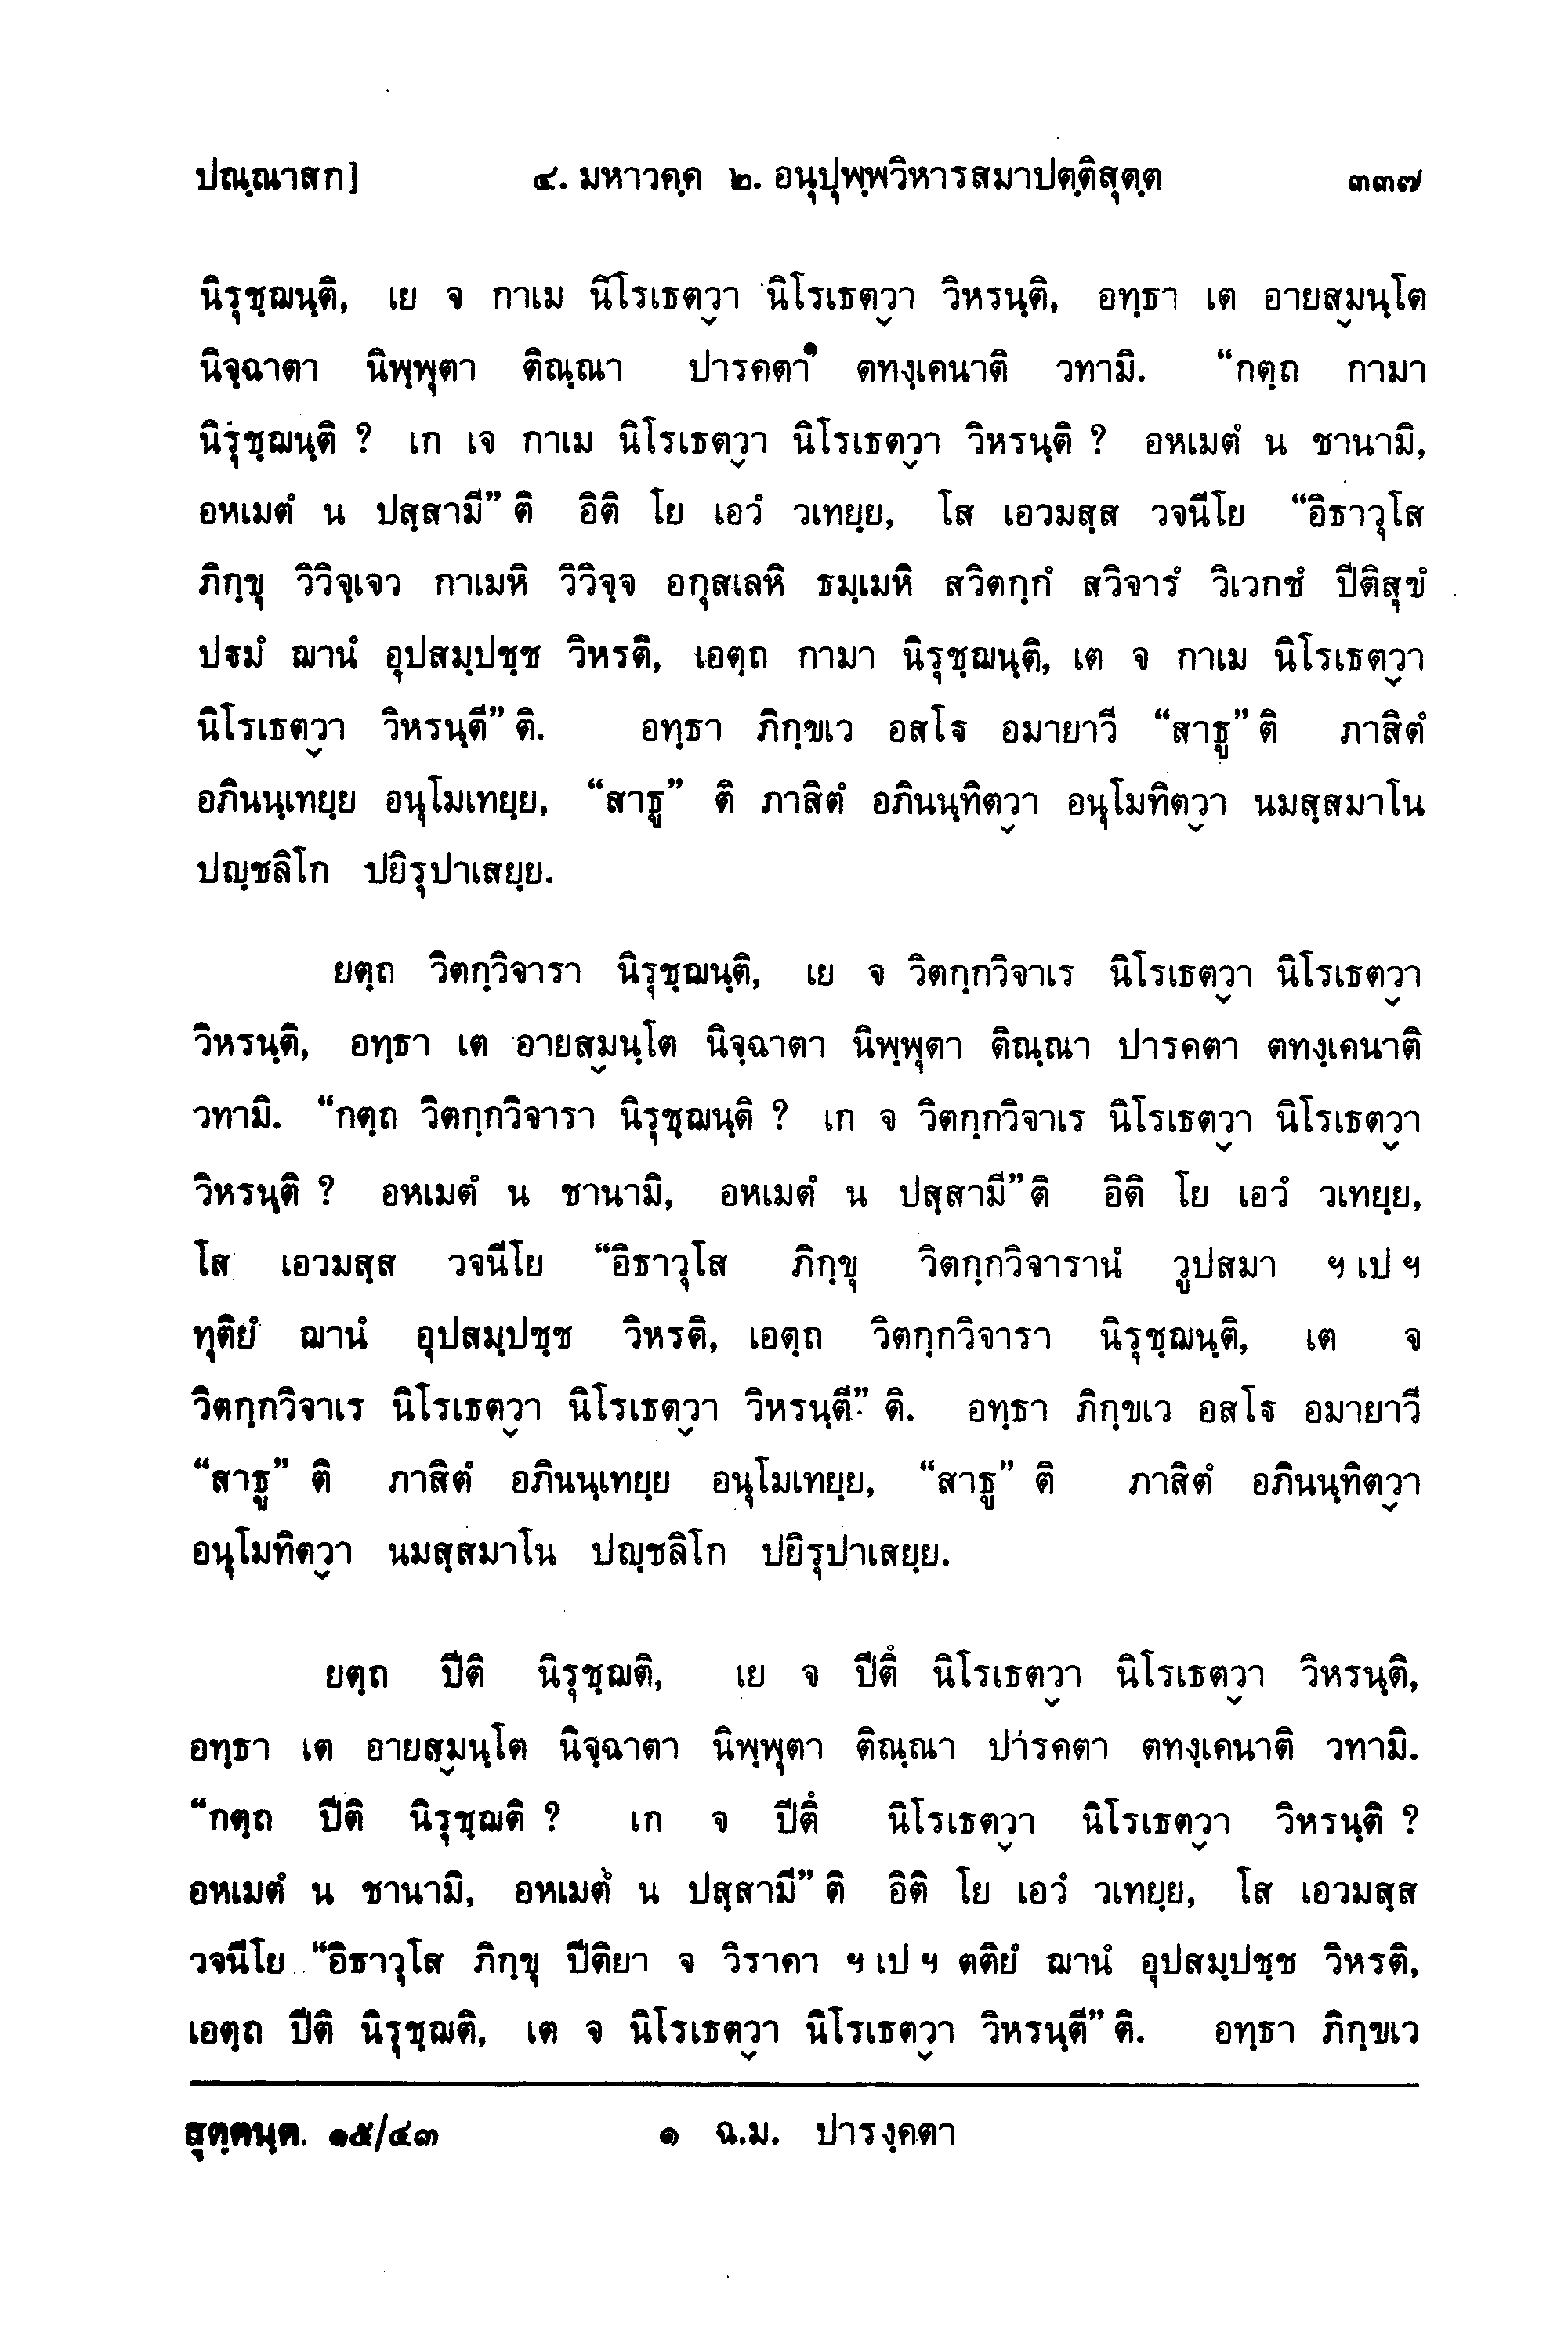 ปณฺณาสก] ๔. มหาวคฺค ๒. อนุปุพฺพวิหารสมาปตฺติสุตฺต ๓๓๗
นิรุชฺฌนฺติ, เย จ กาเม นิโรเธตฺวา นิโรเธตฺวา วิหรนฺติ, อทฺธา เต อายสฺมนฺโต
นิจฺฉาตา นิพฺพุตา ติณฺณา ปารคตา๑ ตทงฺเคนาติ วทามิ. “กตฺถ กามา
นิรุชฺฌนฺติ ? เก เจ กาเม นิโรเธตฺวา นิโรเธตฺวา วิหรนฺติ ? อหเมตํ น ชานามิ,
อหเมตํ น ปสฺสามี” ติ อิติ โย เอวํ วเทยฺย, โส เอวมสฺส วจนีโย “อิธาวุโส
ภิกฺขุ วิวิจฺเจว กาเมหิ วิวิจฺจ อกุสเลหิ ธมฺเมหิ สวิตกฺกํ สวิจารํ วิเวกชํ ปีติสุขํ
ปฐมํ ฌานํ อุปสมฺปชฺช วิหรติ, เอตฺถ กามา นิรุชฺฌนฺติ, เต จ กาเม นิโรเธตฺวา
นิโรเธตฺวา วิหรนฺตี” ติ. อทฺธา ภิกฺขเว อสโฐ อมายาวี “สาธู” ติ ภาสิตํ
อภินนฺเทยฺย อนุโมเทยฺย, “สาธู” ติ ภาสิตํ อภินนฺทิตฺวา อนุโมทิตฺวา นมสฺสมาโน
ปญฺชลิโก ปยิรุปาเสยฺย.
ยตฺถ วิตกฺวิจารา นิรุชฺฌนฺติ, เย จ วิตกฺกวิจาเร นิโรเธตฺวา นิโรเธตฺวา
วิหรนฺติ, อทฺธา เต อายสฺมนฺโต นิจฺฉาตา นิพฺพุตา ติณฺณา ปารคตา ตทงฺเคนาติ
วทามิ. “กตฺถ วิตกฺกวิจารา นิรุชฺฌนฺติ ? เก จ วิตกฺกวิจาเร นิโรเธตฺวา นิโรเธตฺวา
วิหรนฺติ ? อหเมตํ น ชานามิ, อหเมตํ น ปสฺสามี” ติ อิติ โย เอวํ วเทยฺย,
โส เอวมสฺส วจนีโย “อิธาวุโส ภิกฺขุ วิตกฺกวิจารานํ วูปสมา ฯ เป ฯ
ทุติยํ ฌานํ อุปสมฺปชฺช วิหรติ, เอตฺถ วิตกฺกวิจารา นิรุชฺฌนฺติ, เต จ
วิตกฺกวิจาเร นิโรเธตฺวา นิโรเธตฺวา วิหรนฺตี” ติ. อทฺธา ภิกฺขเว อสโฐ อมายาวี
“สาธู” ติ ภาสิตํ อภินนฺเทยฺย อนุโมเทยฺย, “สาธู” ติ ภาสิตํ อภินนฺทิตฺวา
อนุโมทิตฺวา นมสฺสมาโน ปญฺชลิโก ปยิรุปาเสยฺย.
ยตฺถ ปีติ นิรุชฺฌติ, เย จ ปีตึ นิโรเธตฺวา นิโรเธตฺวา วิหรนฺติ,
อทฺธา เต อายสฺมนฺโต นิจฺฉาตา นิพฺพุตา ติณฺณา ปารคตา ตทงฺเคนาติ วทามิ.
“กตฺถ ปีติ นิรุชฺฌติ ? เก จ ปีตึ นิโรเธตฺวา นิโรเธตฺวา วิหรนฺติ ?
อหเมตํ น ชานามิ, อหเมตํ น ปสฺสามี” ติ อิติ โย เอวํ วเทยฺย, โส เอวมสฺส
วจนีโย “อิธาวุโส ภิกฺขุ ปีติยา จ วิราคา ฯ เป ฯ ตติยํ ฌานํ อุปสมฺปชฺช วิหรติ,
เอตฺถ ปีติ นิรุชฺฌติ, เต จ นิโรเธตฺวา นิโรเธตฺวา วิหรนฺตี” ติ. อทฺธา ภิกฺขเว
สุตฺตนฺต. ๑๕/๔๓ ๑ ฉ.ม. ปารงฺคตา